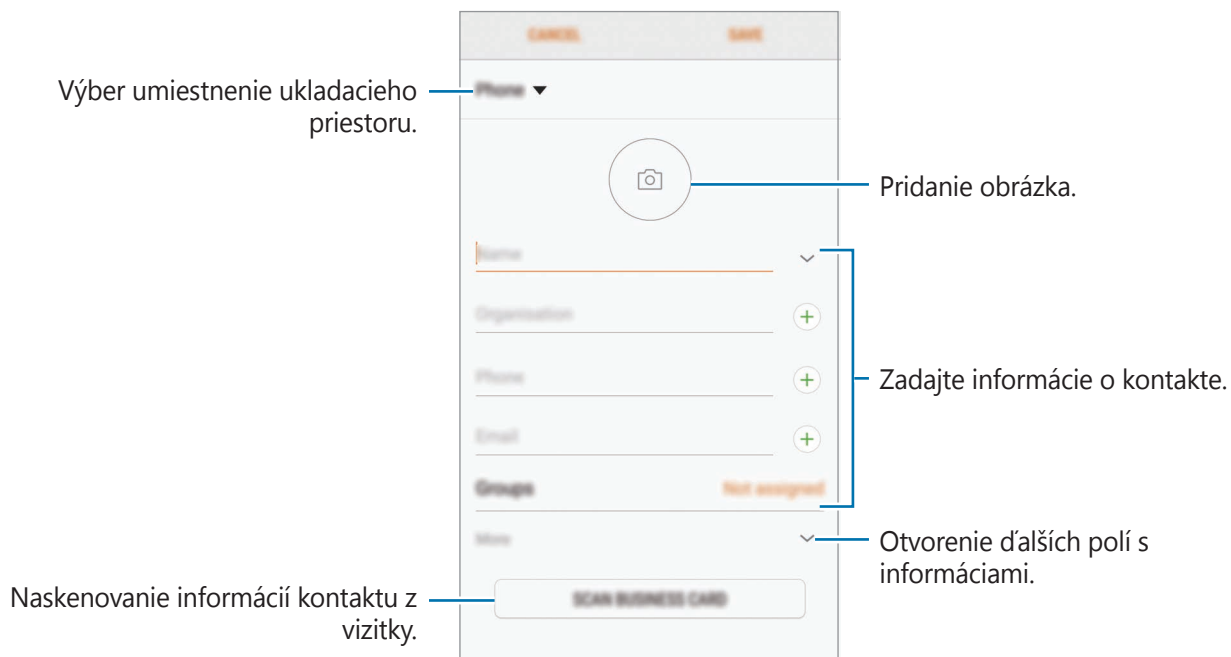 CANCEL SAVE
Výber umiestnenie ukladacieho
priestoru.
Phone
Pridanie obrázka.
Name
Organisation
Phone
Zadajte informácie o kontakte.
Email
Groups Not assigned
More
Otvorenie ďalších polí s
informáciami.
Naskenovanie informácií kontaktu z
vizitky.
SCAN BUSINESS CARD